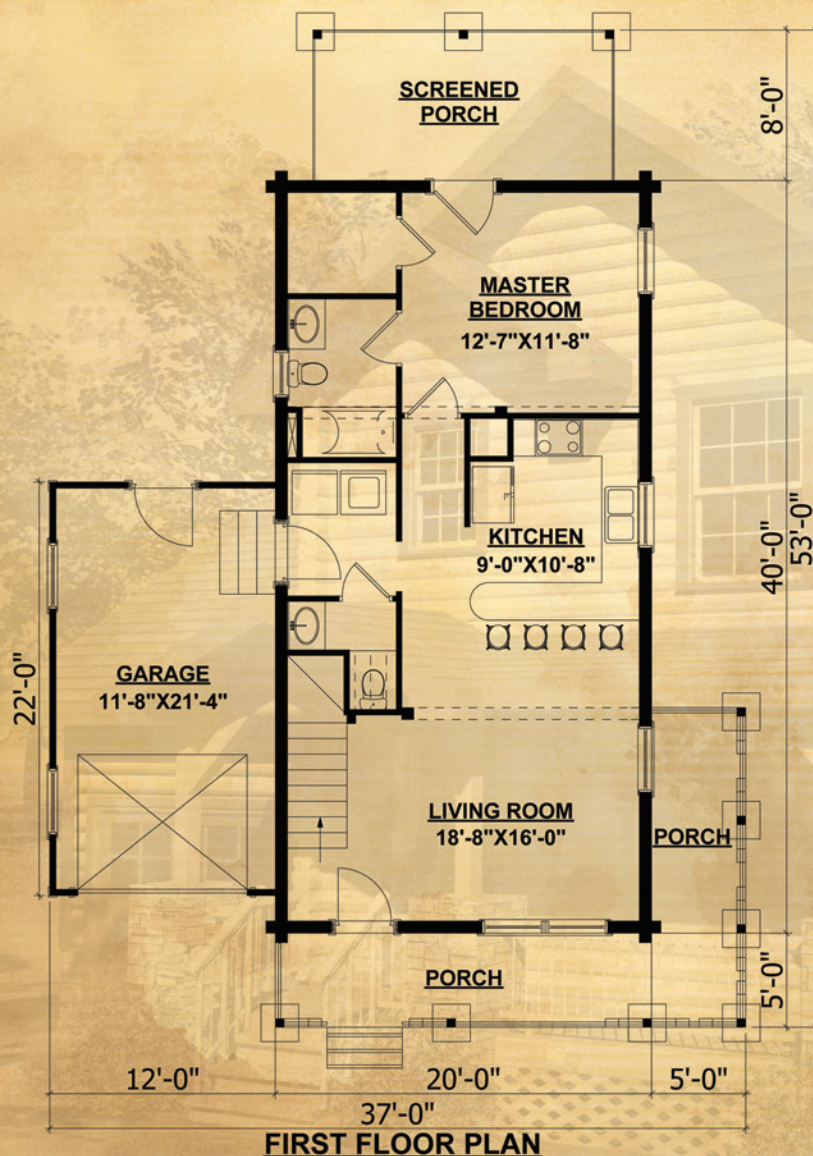 SCREENED
PORCH
8'-0"
MASTER
BEDROOM
12'-7"X11'-8"
KITCHEN
9'-0"X10'-8"
40'-0"
53'-0"
22'-0"
GARAGE
11'-8"X21'-4"
LIVING ROOM
18'-8"X16'-0"
PORCH
PORCH
5'-0"
12'-0"
20'-0"
5'-0"
37'-0"
FIRST FLOOR PLAN